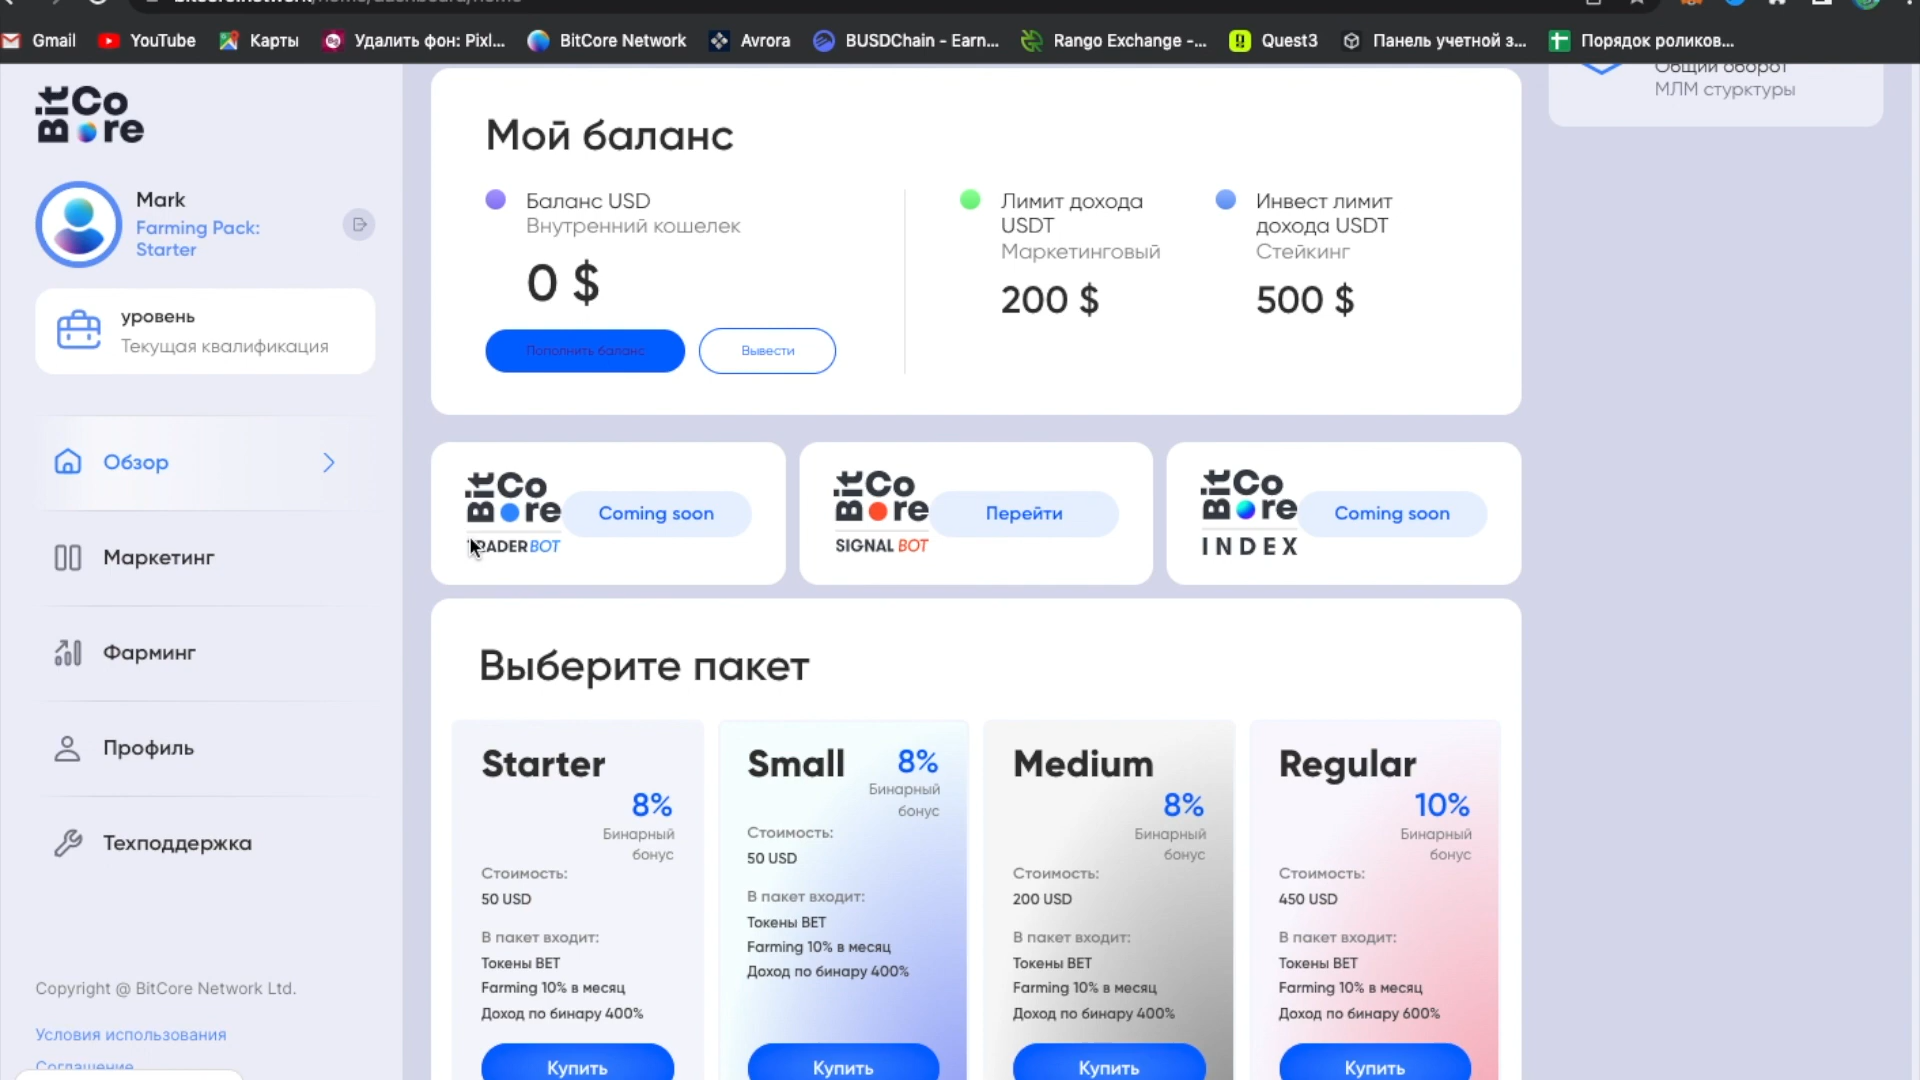 Gmail
YouTube
Карты
Удалить фон: Pixl...
BitCore Network
Avrora
BUSDChain - Earn...
Rango Exchange -...
Quest3
Панель учетной з...
Порядок роликов...
BitCore
Mark
Farming Pack:
Starter
уровень
Текущая квалификация
Обзор
Маркетинг
Фарминг
Профиль
Техподдержка
Copyright @ BitCore Network Ltd.
Условия использования
Соглашение
Мой баланс
Баланс USD
Внутренний кошелек
0 $
Пополнить баланс
Вывести
Лимит дохода
USDT
Маркетинговый
200 $
Инвест лимит
дохода USDT
Стейкинг
500 $
Общий оборот
МЛМ стурктуры
BitCore
TRADER BOT
Coming soon
BitCore
SIGNAL BOT
Перейти
BitCore
INDEX
Coming soon
Выберите пакет
Starter
8%
Бинарный
бонус
Стоимость:
50 USD
В пакет входит:
Токены BET
Farming 10% в месяц
Доход по бинару 400%
Купить
Small
8%
Бинарный
бонус
Стоимость:
50 USD
В пакет входит:
Токены BET
Farming 10% в месяц
Доход по бинару 400%
Купить
Medium
8%
Бинарный
бонус
Стоимость:
200 USD
В пакет входит:
Токены BET
Farming 10% в месяц
Доход по бинару 400%
Купить
Regular
10%
Бинарный
бонус
Стоимость:
450 USD
В пакет входит:
Токены BET
Farming 10% в месяц
Доход по бинару 600%
Купить